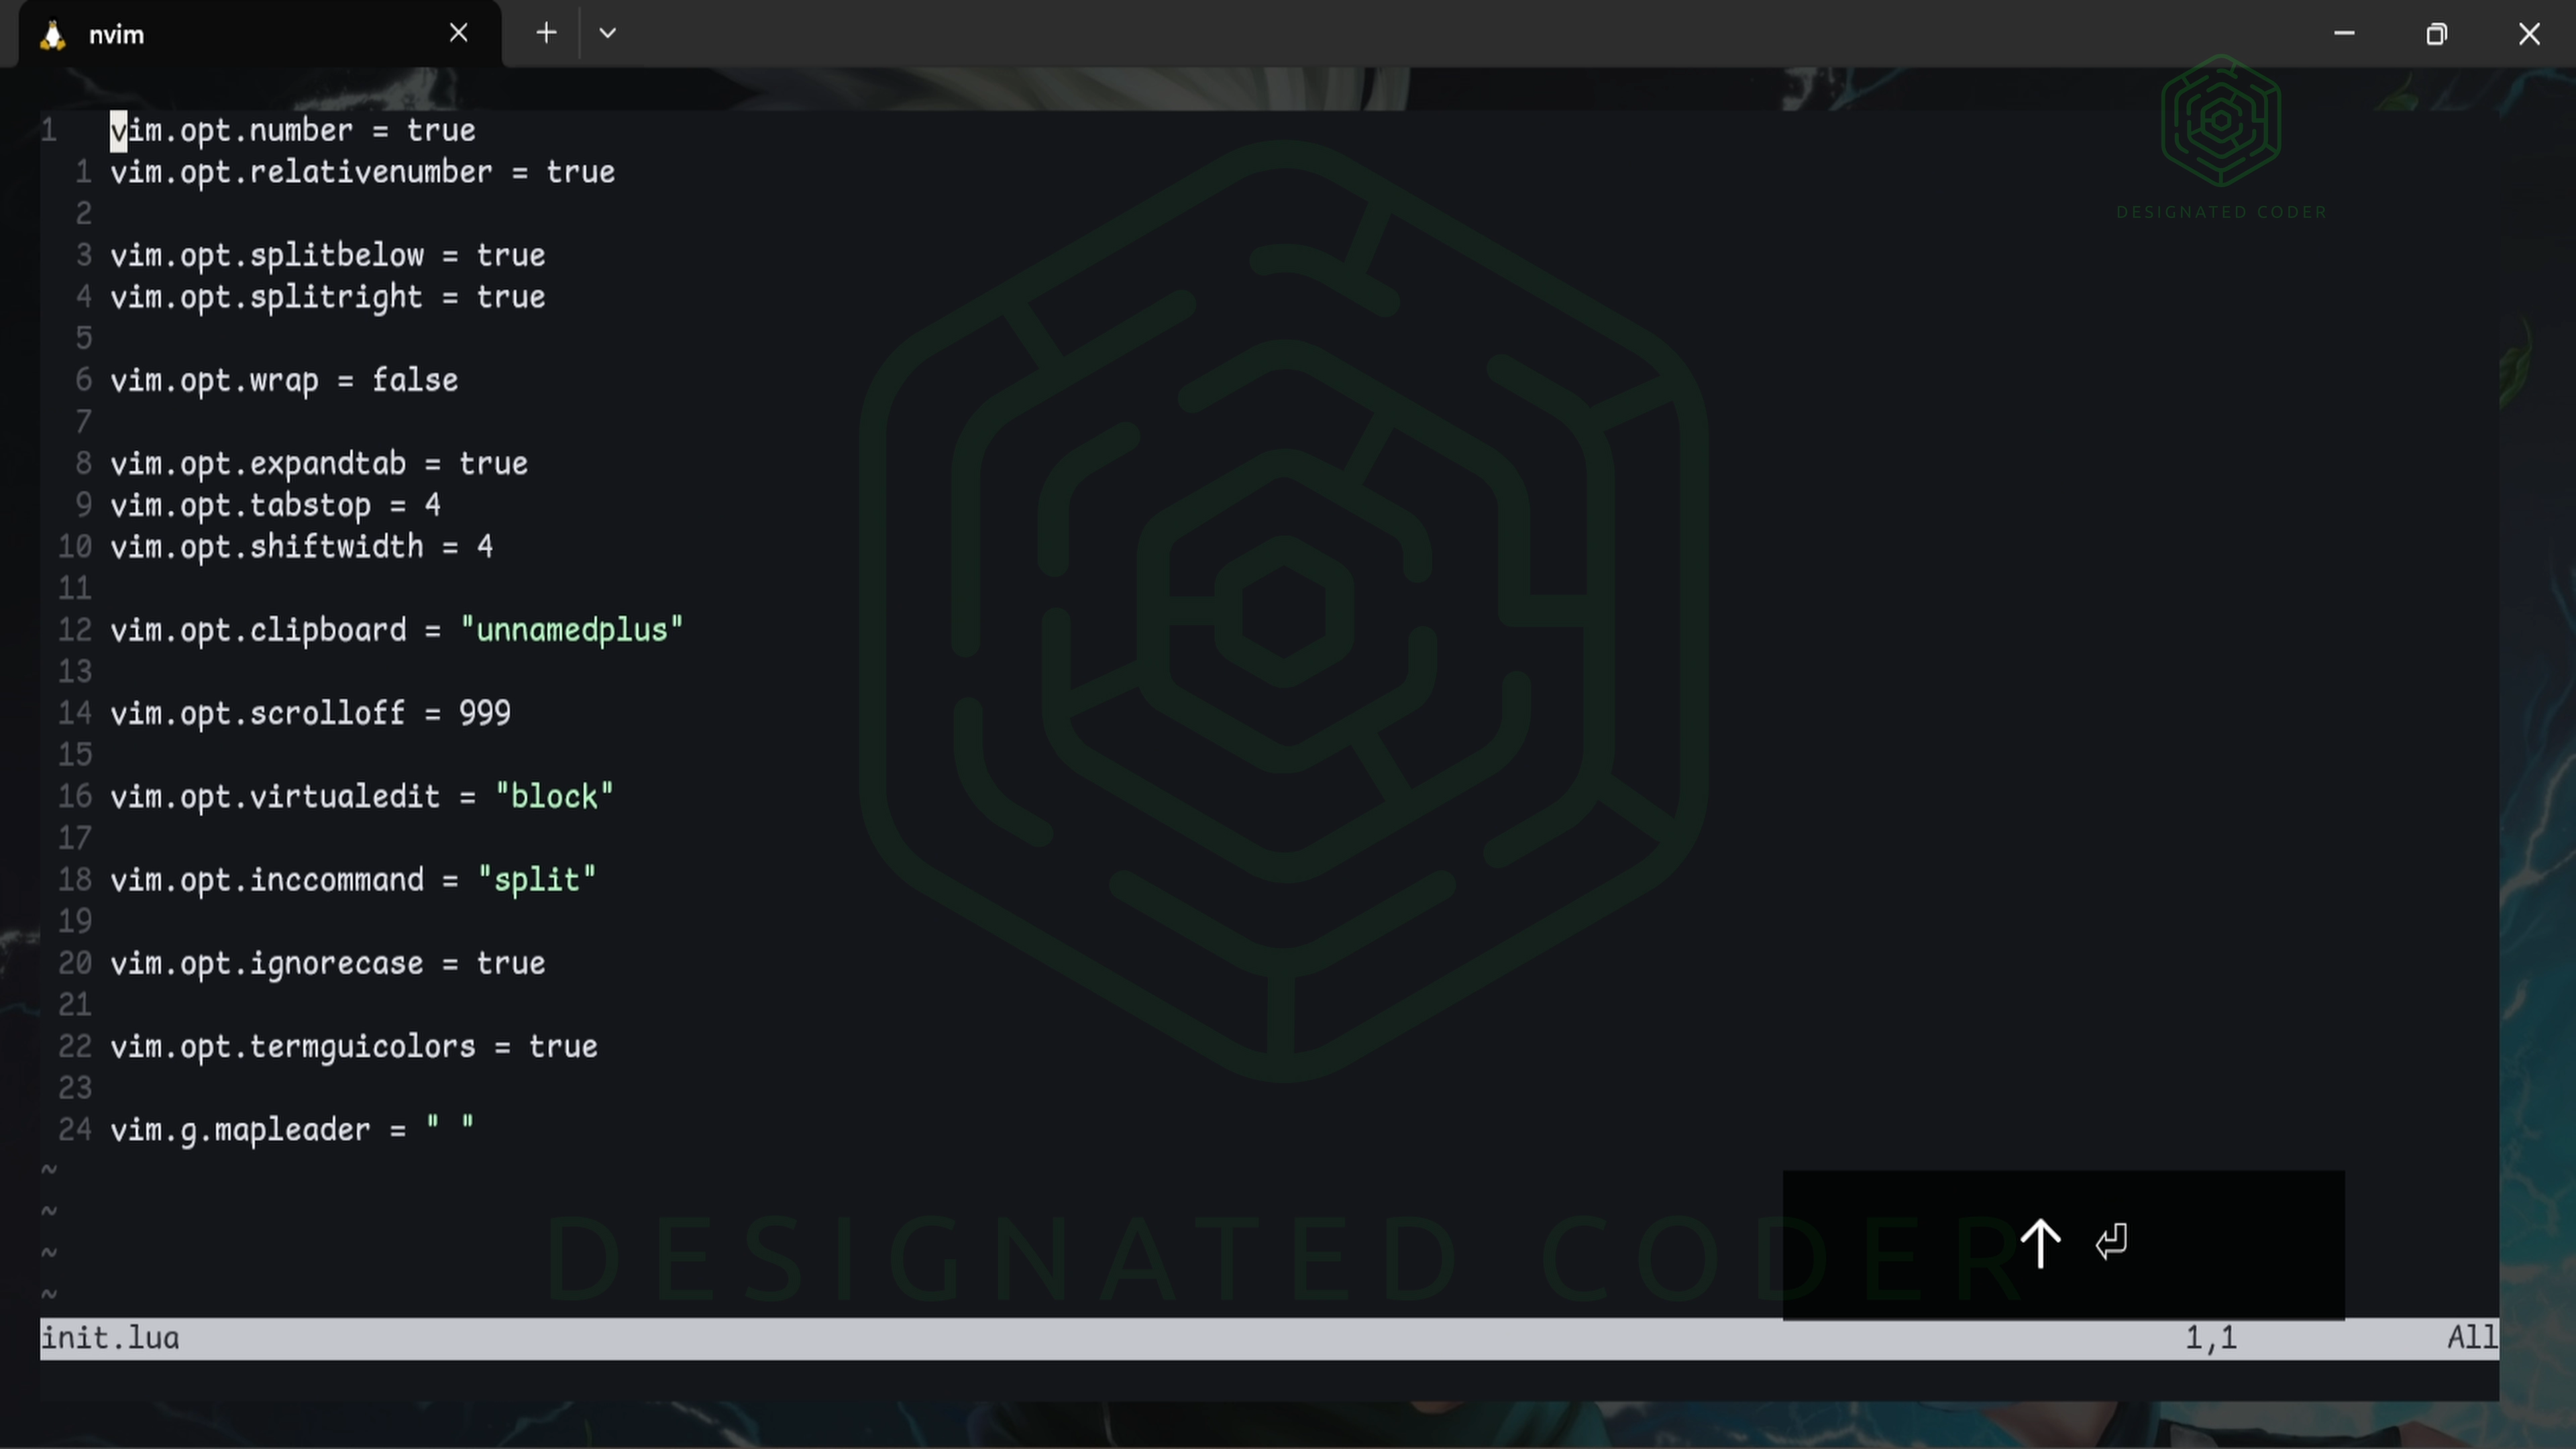 nvim
1 vim.opt.number = true
DESIGNATED CODER
1 vim.opt.relativenumber = true
2
3 vim.opt.splitbelow = true
4 vim.opt.splitright = true
5
6 vim.opt.wrap = false
7
8 vim.opt.expandtab = true
9 vim.opt.tabstop = 4
10 vim.opt.shiftwidth = 4
11
12 vim.opt.clipboard = "unnamedplus"
13
14 vim.opt.scrolloff = 999
15
16 vim.opt.virtualedit = "block"
17
18 vim.opt.inccommand = "split"
19
20 vim.opt.ignorecase = true
21
22 vim.opt.termguicolors = true
23
24 vim.g.mapleader = " "
~
~
~
~
DESIGNATED CODER
↑ ⏎
init.lua 1,1 All